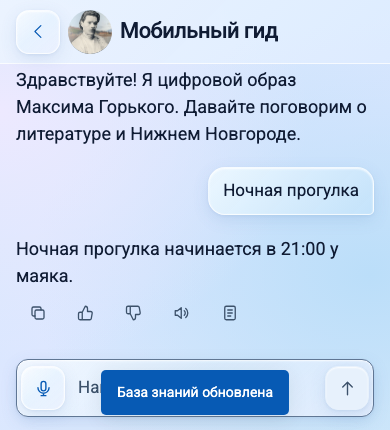 Мобильный гид
Здравствуйте! Я цифровой образ
Максима Горького. Давайте поговорим о
литературе и Нижнем Новгороде.
Ночная прогулка
Ночная прогулка начинается в 21:00 у
маяка.
База знаний обновлена